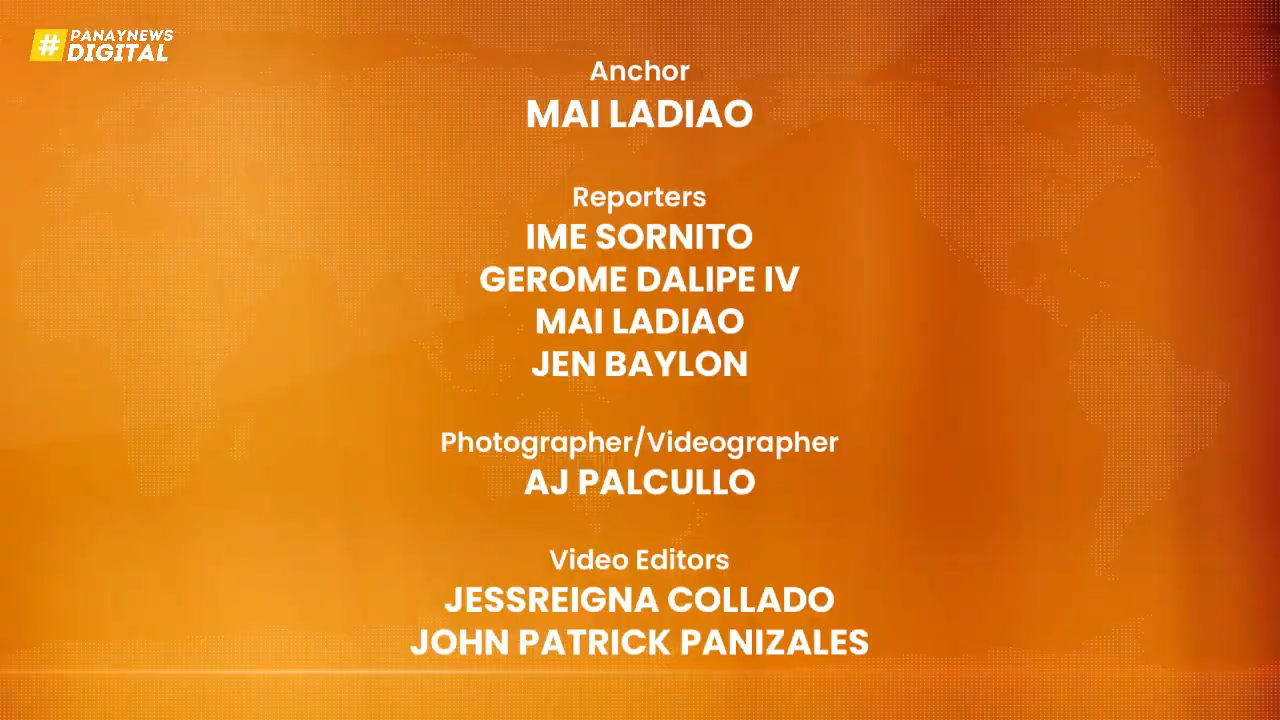 # PANAYNEWS
DIGITAL
Anchor
MAI LADIAO
Reporters
IME SORNITO
GEROME DALIPE IV
MAI LADIAO
JEN BAYLON
Photographer/Videographer
AJ PALCULLO
Video Editors
JESSREIGNA COLLADO
JOHN PATRICK PANIZALES